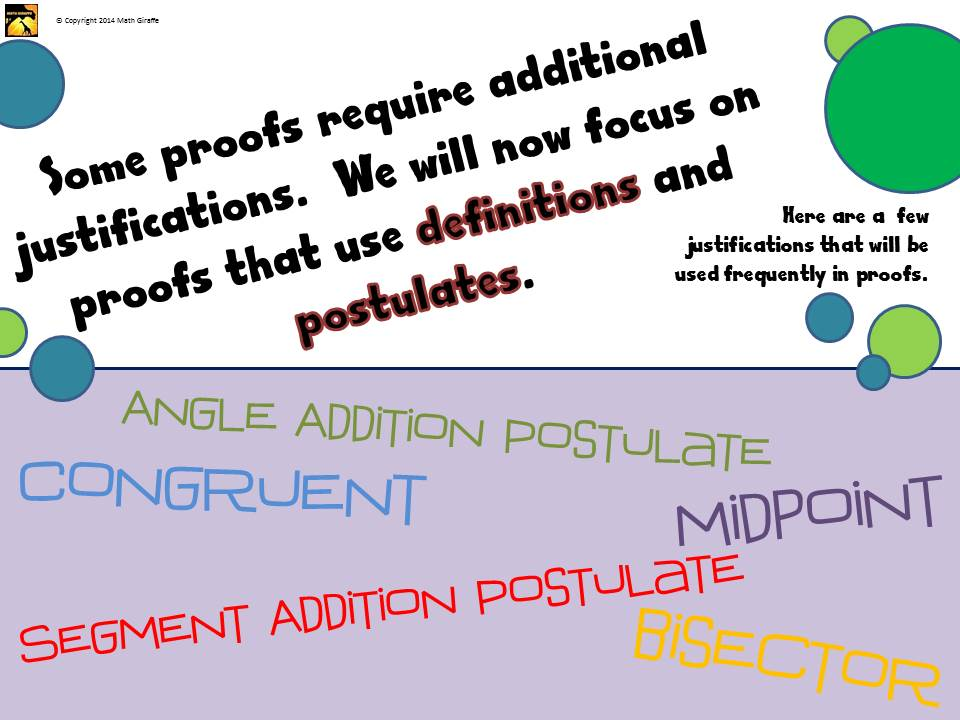 MATH GIRAFFE
© Copyright 2014 Math Giraffe
Some proofs require additional
justifications. We will now focus on
proofs that use definitions and
postulates.
Here are a few
justifications that will be
used frequently in proofs.
ANGLE ADDITION POSTULATE
CONGRUENT
MIDPOINT
SEGMENT ADDITION POSTULATE
BISECTOR